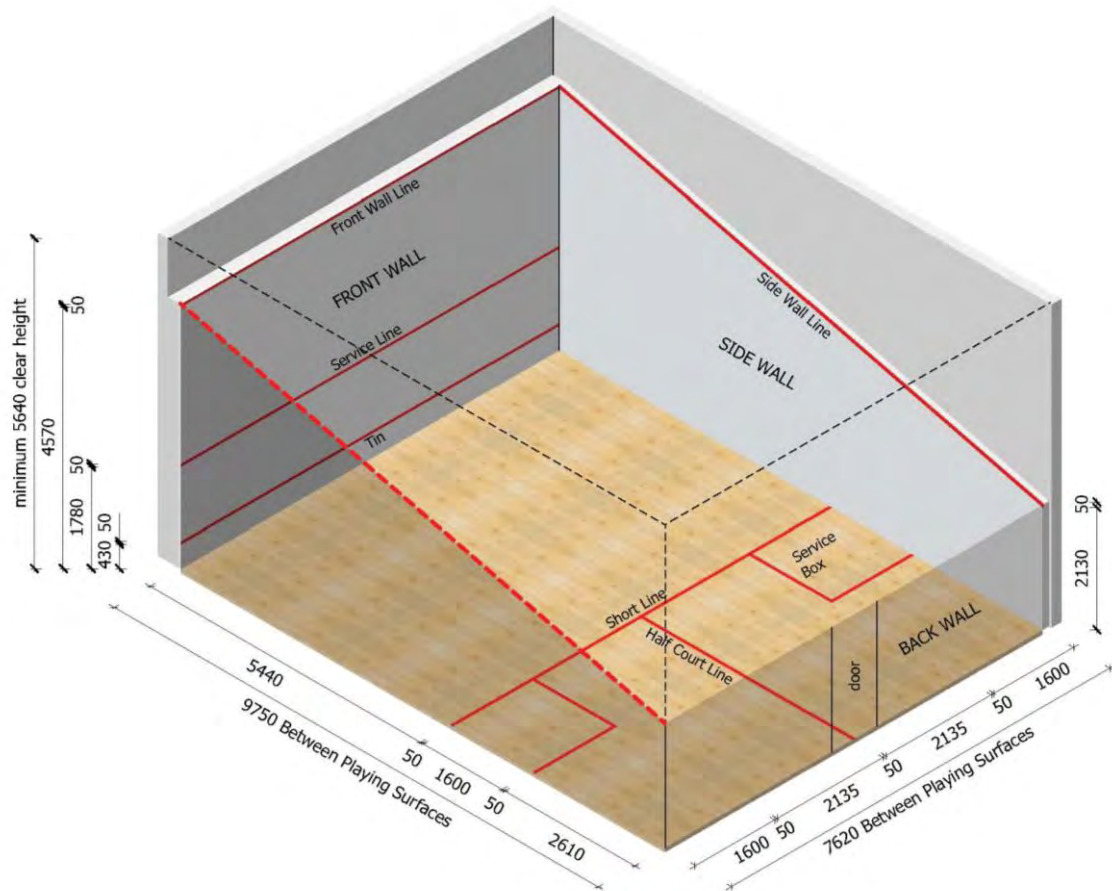 Front Wall Line
FRONT WALL
Service Line
Tin
Side Wall Line
SIDE WALL
Service
Box
Short Line
Half Court Line
door
BACK WALL
minimum 5640 clear height
4570
50
1780
50
430
50
50
2130
5440
50
1600
50
2610
9750 Between Playing Surfaces
1600
50
2135
50
2135
50
1600
7620 Between Playing Surfaces